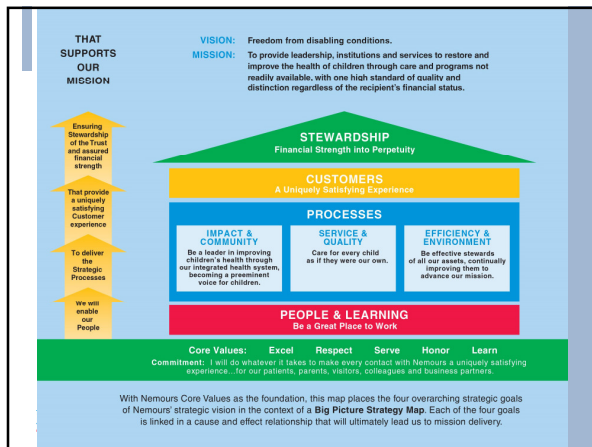 THAT
SUPPORTS
OUR
MISSION
VISION: Freedom from disabling conditions.
MISSION: To provide leadership, institutions and services to restore and
improve the health of children through care and programs not
readily available, with one high standard of quality and
distinction regardless of the recipient's financial status.
Ensuring
Stewardship
of the Trust
and assured
financial
strength
That provide
a uniquely
satisfying
Customer
experience
To deliver
the
Strategic
Processes
We will
enable
our
People
STEWARDSHIP
Financial Strength into Perpetuity
CUSTOMERS
A Uniquely Satisfying Experience
PROCESSES
IMPACT &
COMMUNITY
Be a leader in improving
children's health through
our integrated health system,
becoming a preeminent
voice for children.
SERVICE &
QUALITY
Care for every child
as if they were our own.
EFFICIENCY &
ENVIRONMENT
Be effective stewards
of all our assets, continually
improving them to
advance our mission.
PEOPLE & LEARNING
Be a Great Place to Work
Core Values: Excel Respect Serve Honor Learn
Commitment: I will do whatever it takes to make every contact with Nemours a uniquely satisfying
experience...for our patients, parents, visitors, colleagues and business partners.
With Nemours Core Values as the foundation, this map places the four overarching strategic goals
of Nemours' strategic vision in the context of a Big Picture Strategy Map. Each of the four goals
is linked in a cause and effect relationship that will ultimately lead us to mission delivery.